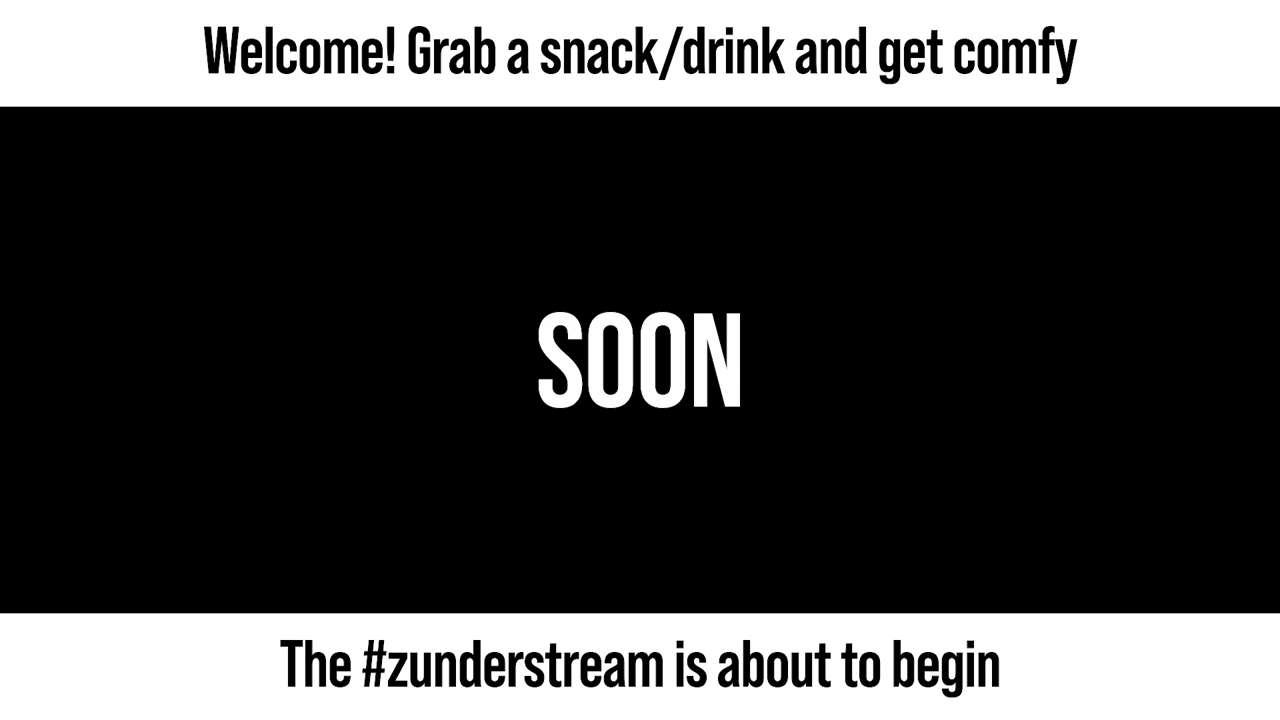 Welcome! Grab a snack/drink and get comfy
SOON
The #zunderstream is about to begin